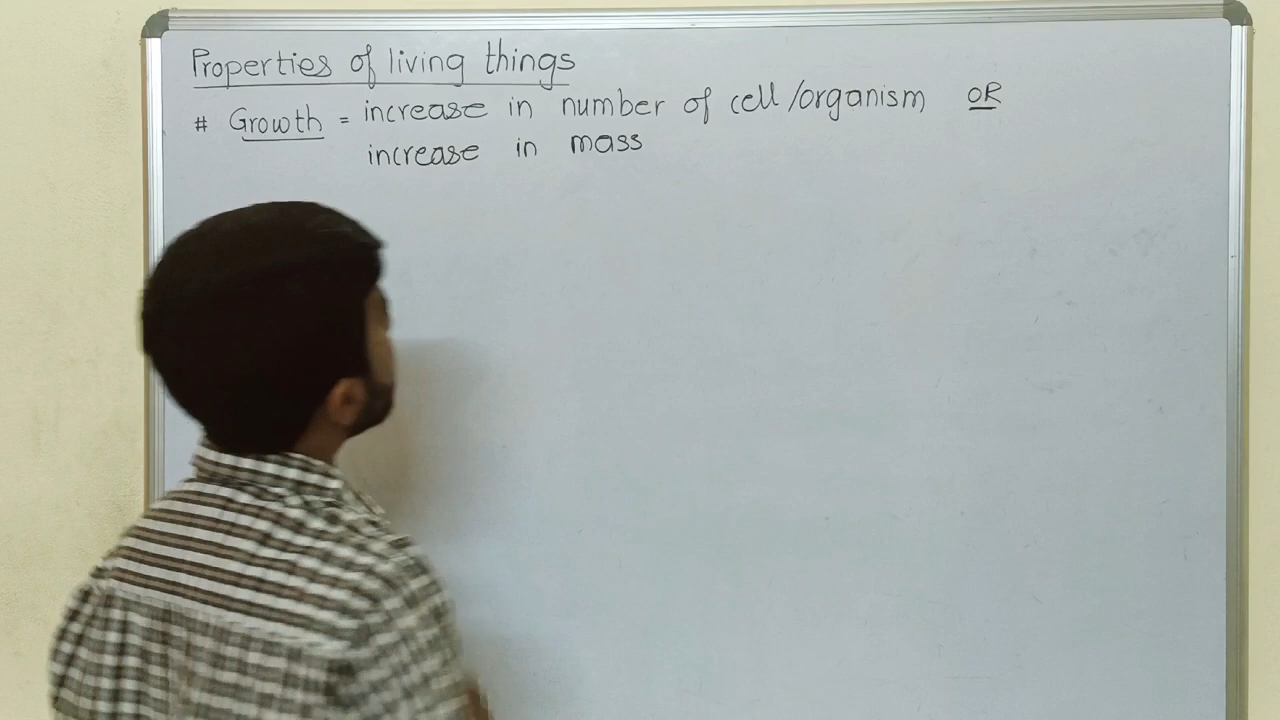 Properties of living things
# Growth = increase in number of cell/organism OR
increase in mass